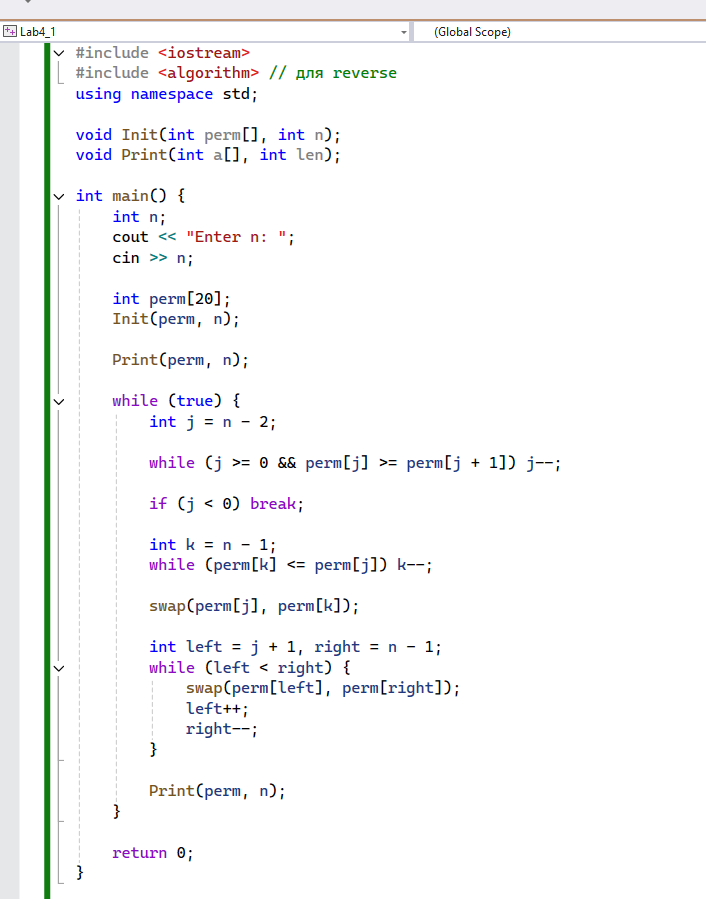 Lab4_1
(Global Scope)
#include <iostream>
#include <algorithm> // для reverse
using namespace std;
void Init(int perm[], int n);
void Print(int a[], int len);
int main() {
int n;
cout << "Enter n: ";
cin >> n;
int perm[20];
Init(perm, n);
Print(perm, n);
while (true) {
int j = n - 2;
while (j >= 0 && perm[j] >= perm[j + 1]) j--;
if (j < 0) break;
int k = n - 1;
while (perm[k] <= perm[j]) k--;
swap(perm[j], perm[k]);
int left = j + 1, right = n - 1;
while (left < right) {
swap(perm[left], perm[right]);
left++;
right--;
}
Print(perm, n);
}
return 0;
}